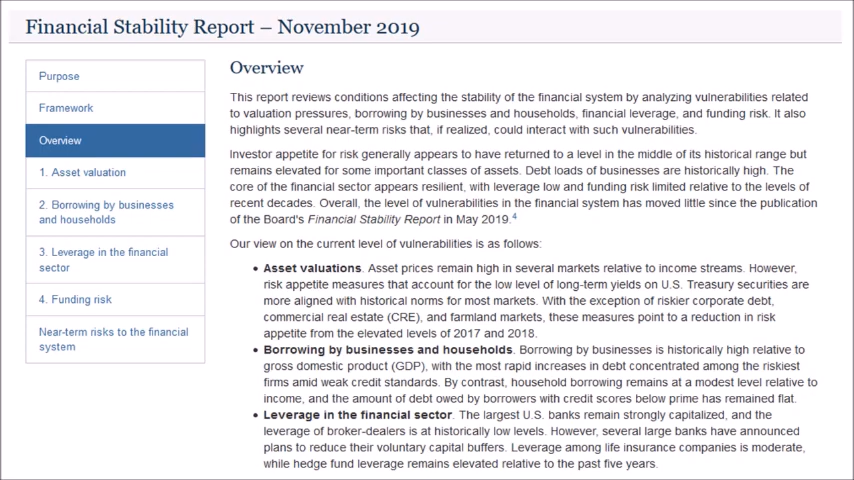 Financial Stability Report – November 2019
Purpose
Framework
Overview
1. Asset valuation
2. Borrowing by businesses
and households
3. Leverage in the financial
sector
4. Funding risk
Near-term risks to the financial
system
Overview
This report reviews conditions affecting the stability of the financial system by analyzing vulnerabilities related
to valuation pressures, borrowing by businesses and households, financial leverage, and funding risk. It also
highlights several near-term risks that, if realized, could interact with such vulnerabilities.
Investor appetite for risk generally appears to have returned to a level in the middle of its historical range but
remains elevated for some important classes of assets. Debt loads of businesses are historically high. The
core of the financial sector appears resilient, with leverage low and funding risk limited relative to the levels of
recent decades. Overall, the level of vulnerabilities in the financial system has moved little since the publication
of the Board's Financial Stability Report in May 2019.4
Our view on the current level of vulnerabilities is as follows:
• Asset valuations. Asset prices remain high in several markets relative to income streams. However,
risk appetite measures that account for the low level of long-term yields on U.S. Treasury securities are
more aligned with historical norms for most markets. With the exception of riskier corporate debt,
commercial real estate (CRE), and farmland markets, these measures point to a reduction in risk
appetite from the elevated levels of 2017 and 2018.
• Borrowing by businesses and households. Borrowing by businesses is historically high relative to
gross domestic product (GDP), with the most rapid increases in debt concentrated among the riskiest
firms amid weak credit standards. By contrast, household borrowing remains at a modest level relative to
income, and the amount of debt owed by borrowers with credit scores below prime has remained flat.
• Leverage in the financial sector. The largest U.S. banks remain strongly capitalized, and the
leverage of broker-dealers is at historically low levels. However, several large banks have announced
plans to reduce their voluntary capital buffers. Leverage among life insurance companies is moderate,
while hedge fund leverage remains elevated relative to the past five years.